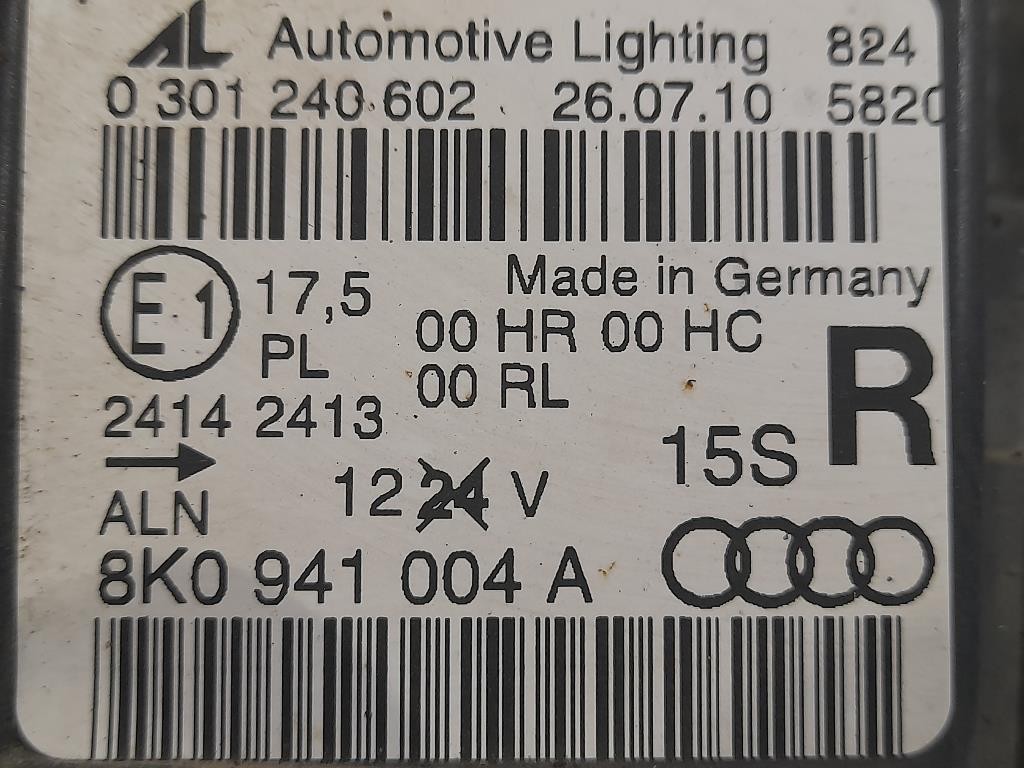 AL Automotive Lighting 824
0 301 240.602 26.07.10 5820
Made in Germany
E1 17,5
PL
00 HR 00 HC
00 RL
R
2414 2413
15S
12 24 V
ALN
8K0 941 004 A